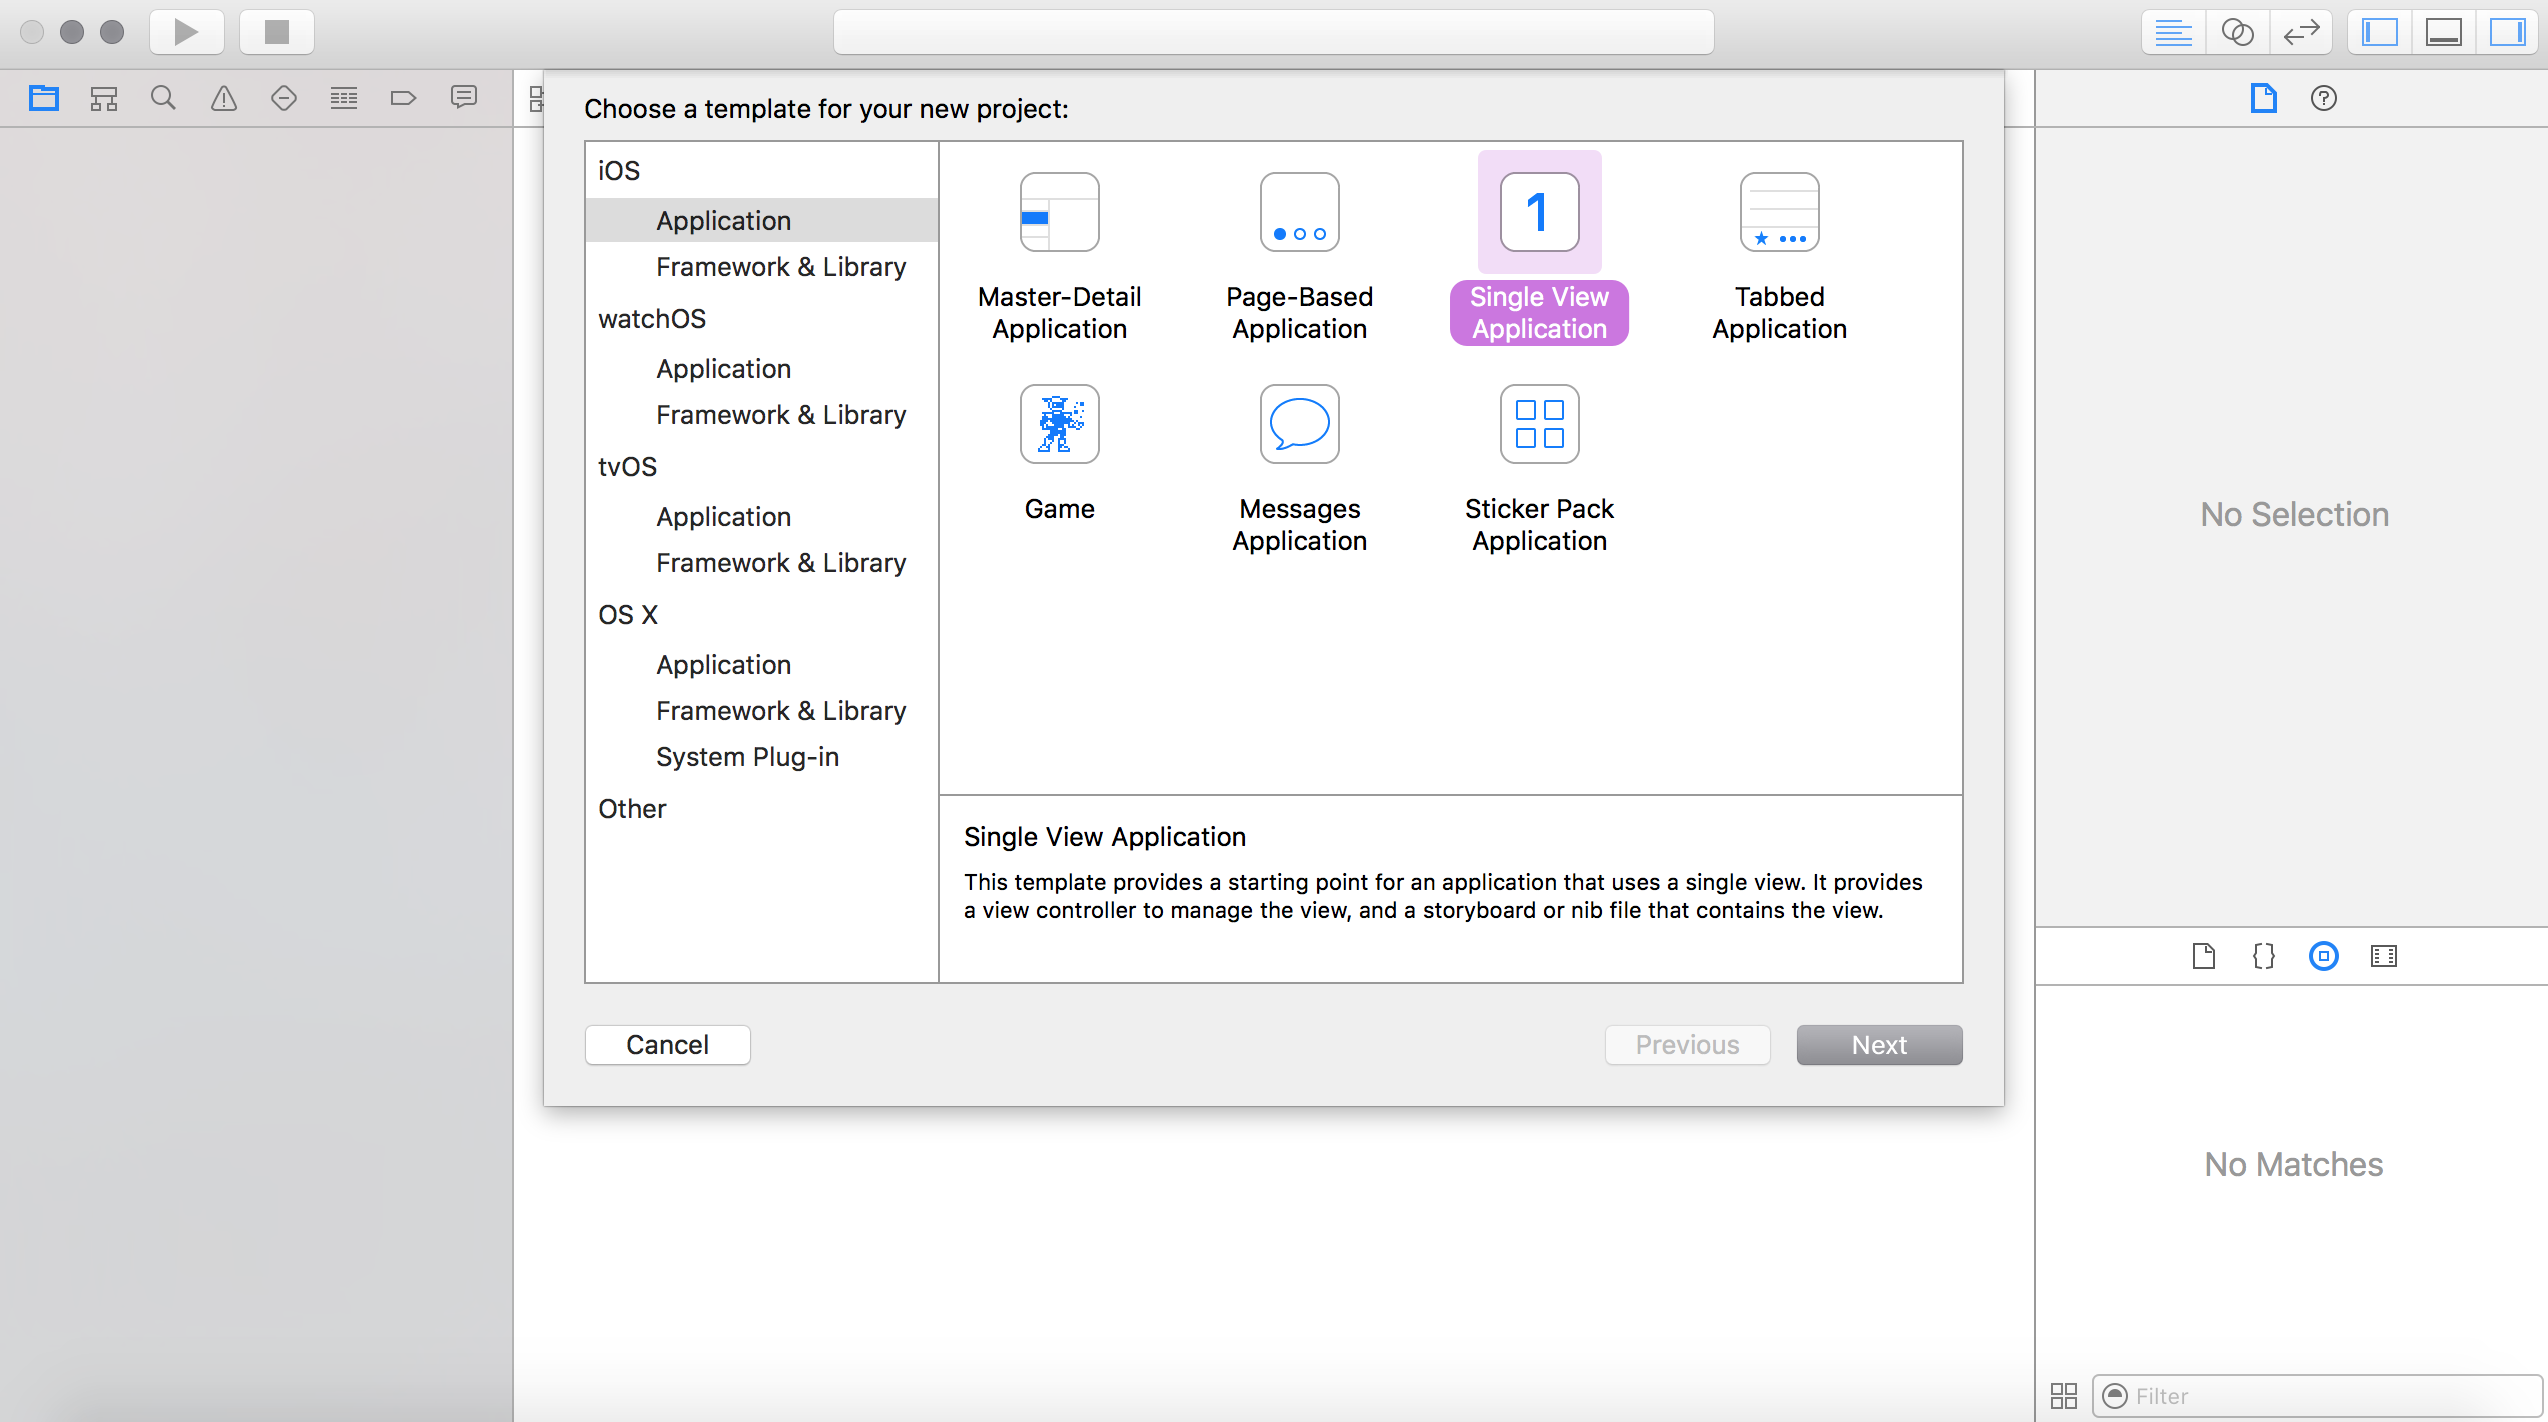 Choose a template for your new project:
iOS
Application
Framework & Library
watchOS
Application
Framework & Library
tvOS
Application
Framework & Library
OS X
Application
Framework & Library
System Plug-in
Other
Master-Detail
Application
Page-Based
Application
1
Single View
Application
Tabbed
Application
Game
Messages
Application
Sticker Pack
Application
Single View Application
This template provides a starting point for an application that uses a single view. It provides
a view controller to manage the view, and a storyboard or nib file that contains the view.
Cancel
Previous
Next
No Selection
{}
No Matches
Filter